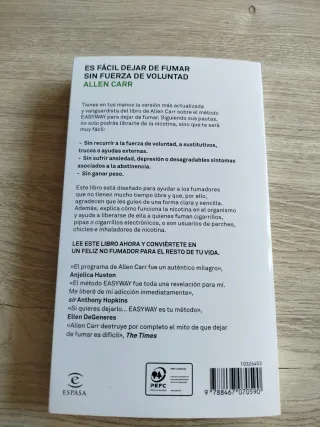 ES FÁCIL DEJAR DE FUMAR
SIN FUERZA DE VOLUNTAD
ALLEN CARR
Tienes en tus manos la versión más actualizada
y vanguardista del libro de Allen Carr sobre el método
EASYWAY para dejar de fumar. Siguiendo sus pautas,
no solo podrás librarte de la nicotina, sino que te será
muy fácil:
- Sin recurrir a la fuerza de voluntad, a sustitutivos,
trucos o ayudas externas.
- Sin sufrir ansiedad, depresión o desagradables síntomas
asociados a la abstinencia.
- Sin ganar peso.
Este libro está diseñado para ayudar a los fumadores
que no tienen mucho tiempo libre y que, por ello,
agradecen que les guíen de una forma clara y sencilla.
Además, explica cómo funciona la nicotina en el organismo
y ayuda a liberarse de ella a quienes fuman cigarrillos,
pipas o cigarrillos electrónicos, o son usuarios de parches,
chicles e inhaladores de nicotina.
LEE ESTE LIBRO AHORA Y CONVIÉRTETE EN
UN FELIZ NO FUMADOR PARA EL RESTO DE TU VIDA.
«El programa de Allen Carr fue un auténtico milagro»,
Anjelica Huston
«El método EASYWAY fue toda una revelación para mí.
Me liberé de mi adicción inmediatamente»,
sir Anthony Hopkins
«Si quieres dejarlo... EASYWAY es tu método»,
Ellen DeGeneres
«Allen Carr destruye por completo el mito de que dejar
de fumar es difícil», The Times
ESPASA
PEFC
10326453
9 788467 070590